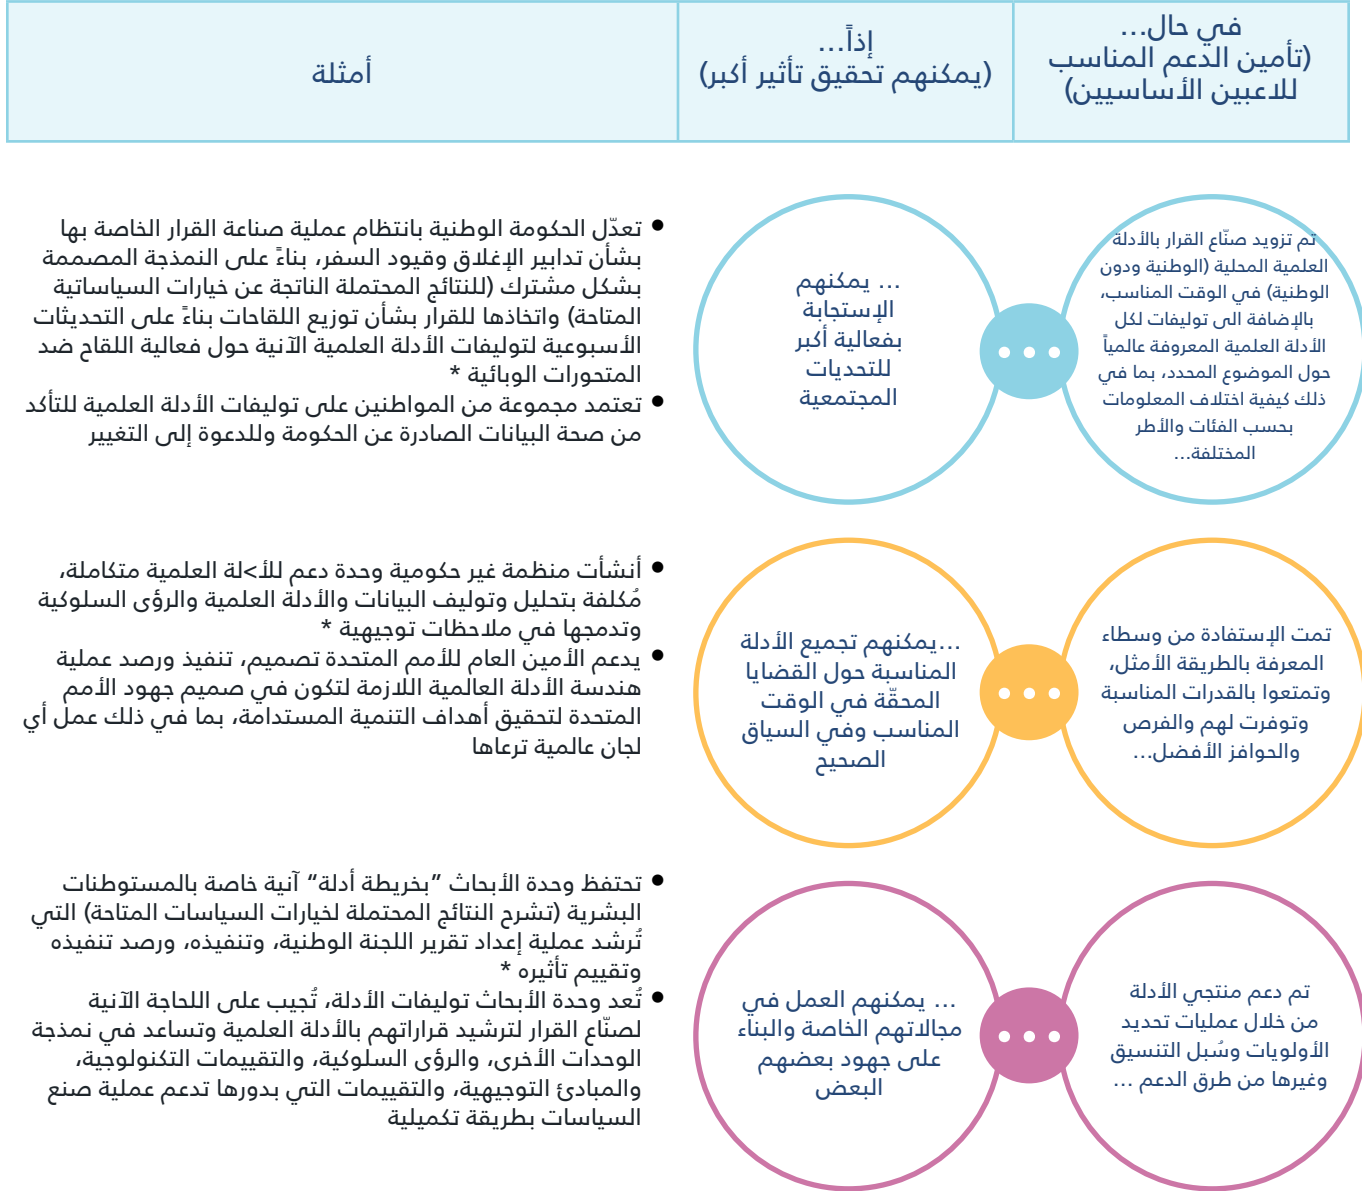 في حال...
(تأمين الدعم المناسب
للاعبين الأساسيين)
إذاً...
(يمكنهم تحقيق تأثير أكبر)
أمثلة
تم تزويد صنّاع القرار بالأدلة
العلمية المحلية (الوطنية ودون
الوطنية) في الوقت المناسب،
بالإضافة الى توليفات لكل
الأدلة العلمية المعروفة عالمياً
حول الموضوع المحدد، بما في
ذلك كيفية اختلاف المعلومات
بحسب الفئات والأطر
المختلفة...
... يمكنهم
الإستجابة
بفعالية أكبر
للتحديات
المجتمعية
• تعدّل الحكومة الوطنية بانتظام عملية صناعة القرار الخاصة بها
بشأن تدابير الإغلاق وقيود السفر، بناءً على النمذجة المصممة
بشكل مشترك (للنتائج المحتملة الناتجة عن خيارات السياساتية
المتاحة) واتخاذها للقرار بشأن توزيع اللقاحات بناءً على التحديثات
الأسبوعية لتوليفات الأدلة العلمية الآنية حول فعالية اللقاح ضد
المتحورات الوبائية *
• تعتمد مجموعة من المواطنين على توليفات الأدلة العلمية للتأكد
من صحة البيانات الصادرة عن الحكومة وللدعوة إلى التغيير
تمت الإستفادة من وسطاء
المعرفة بالطريقة الأمثل،
وتمتعوا بالقدرات المناسبة
وتوفرت لهم والفرص
والحوافز الأفضل...
...يمكنهم تجميع الأدلة
المناسبة حول القضايا
المحقّة في الوقت
المناسب وفي السياق
الصحيح
• أنشأت منظمة غير حكومية وحدة دعم للأ>لة العلمية متكاملة،
مُكلفة بتحليل وتوليف البيانات والأدلة العلمية والرؤى السلوكية
وتدمجها في ملاحظات توجيهية *
• يدعم الأمين العام للأمم المتحدة تصميم، تنفيذ ورصد عملية
هندسة الأدلة العالمية اللازمة لتكون في صميم جهود الأمم
المتحدة لتحقيق أهداف التنمية المستدامة، بما في ذلك عمل أي
لجان عالمية ترعاها
تم دعم منتجي الأدلة
من خلال عمليات تحديد
الأولويات وسُبل التنسيق
وغيرها من طرق الدعم ...
... يمكنهم العمل في
مجالاتهم الخاصة والبناء
على جهود بعضهم
البعض
• تحتفظ وحدة الأبحاث ”بخريطة أدلة“ آنية خاصة بالمستوطنات
البشرية (تشرح النتائج المحتملة لخيارات السياسات المتاحة) التي
تُرشد عملية إعداد تقرير اللجنة الوطنية، وتنفيذه، ورصد تنفيذه
وتقييم تأثيره *
• تُعد وحدة الأبحاث توليفات الأدلة، تُجيب على اللحاجة الآنية
لصنّاع القرار لترشيد قراراتهم بالأدلة العلمية وتساعد في نمذجة
الوحدات الأخرى، والرؤى السلوكية، والتقييمات التكنولوجية،
والمبادئ التوجيهية، والتقييمات التي بدورها تدعم عملية صنع
السياسات بطريقة تكميلية